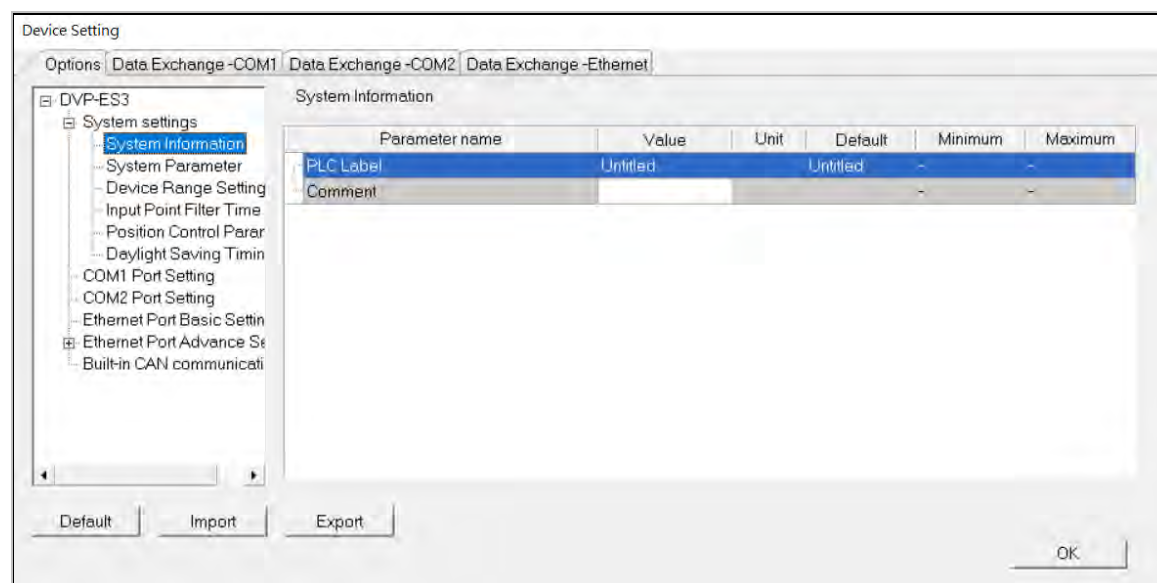 Device Setting
Options Data Exchange -COM1 Data Exchange -COM2 Data Exchange -Ethernet
DVP-ES3
System settings
System Information
System Parameter
Device Range Setting
Input Point Filter Time
Position Control Parar
Daylight Saving Timin
COM1 Port Setting
COM2 Port Setting
Ethernet Port Basic Settin
Ethernet Port Advance Se
Built-in CAN communicati
System Information
Parameter name Value Unit Default Minimum Maximum
PLC Label Untitled Untitled - -
Comment - -
Default Import Export
OK